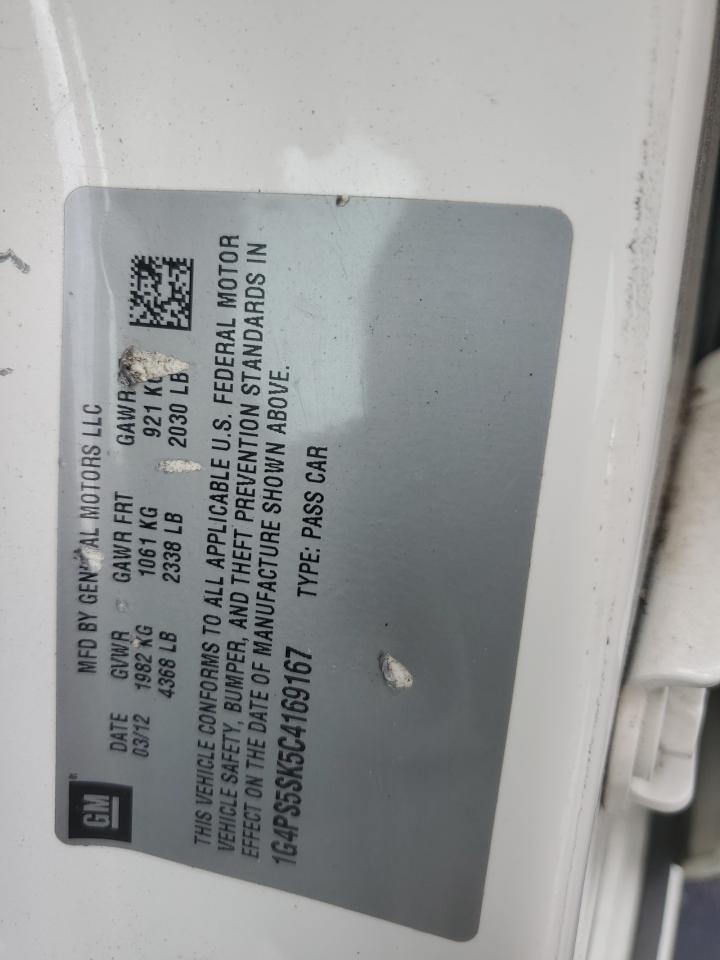 GM
MFD BY GENERAL MOTORS LLC
DATE GVWR GAWR FRT GAWR
03/12 1982 KG 1061 KG 921 KG
4368 LB 2338 LB 2030 LB
THIS VEHICLE CONFORMS TO ALL APPLICABLE U.S. FEDERAL MOTOR
VEHICLE SAFETY, BUMPER, AND THEFT PREVENTION STANDARDS IN
EFFECT ON THE DATE OF MANUFACTURE SHOWN ABOVE.
1G4PS5SK5C4169167 TYPE: PASS CAR